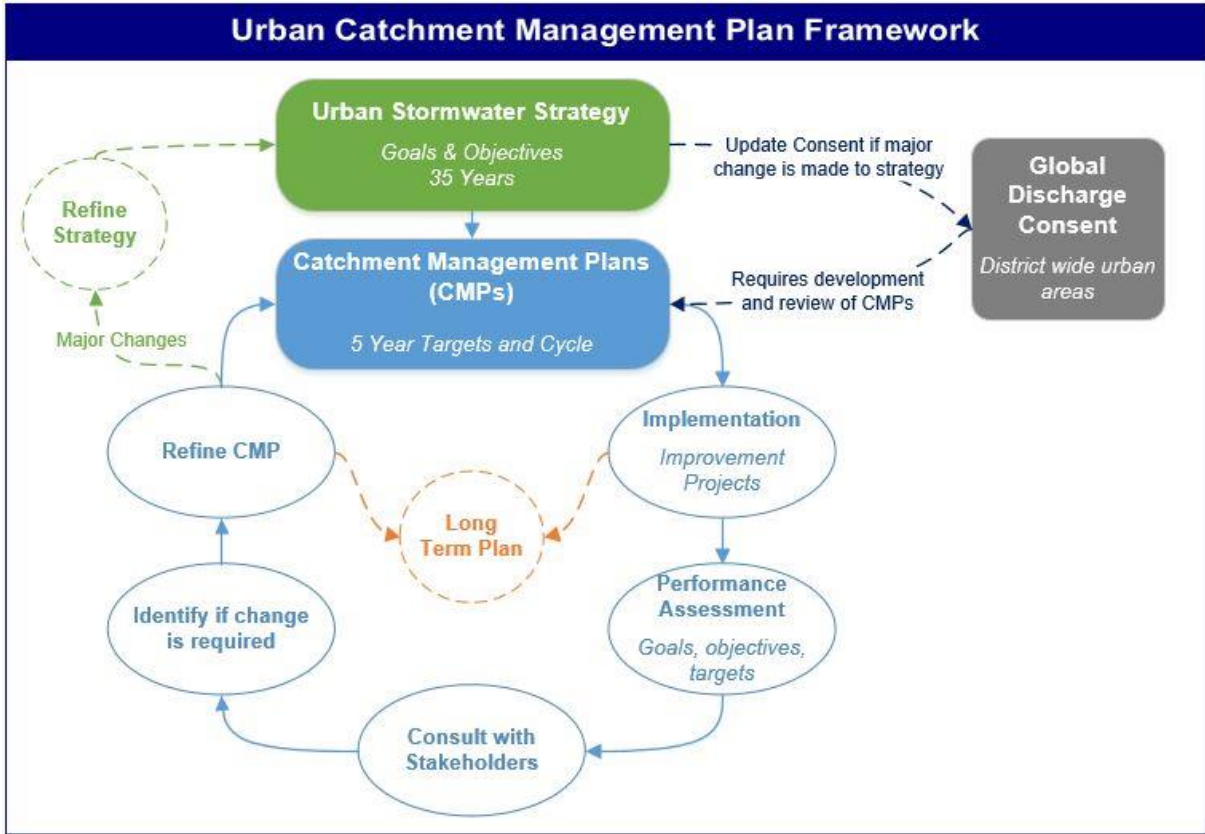 Urban Catchment Management Plan Framework
Urban Stormwater Strategy
Goals & Objectives
35 Years
Update Consent if major
change is made to strategy
Global
Discharge
Consent
District wide urban
areas
Refine
Strategy
Catchment Management Plans
(CMPs)
5 Year Targets and Cycle
Requires development
and review of CMPs
Major Changes
Refine CMP
Implementation
Improvement
Projects
Long
Term Plan
Identify if change
is required
Performance
Assessment
Goals, objectives,
targets
Consult with
Stakeholders